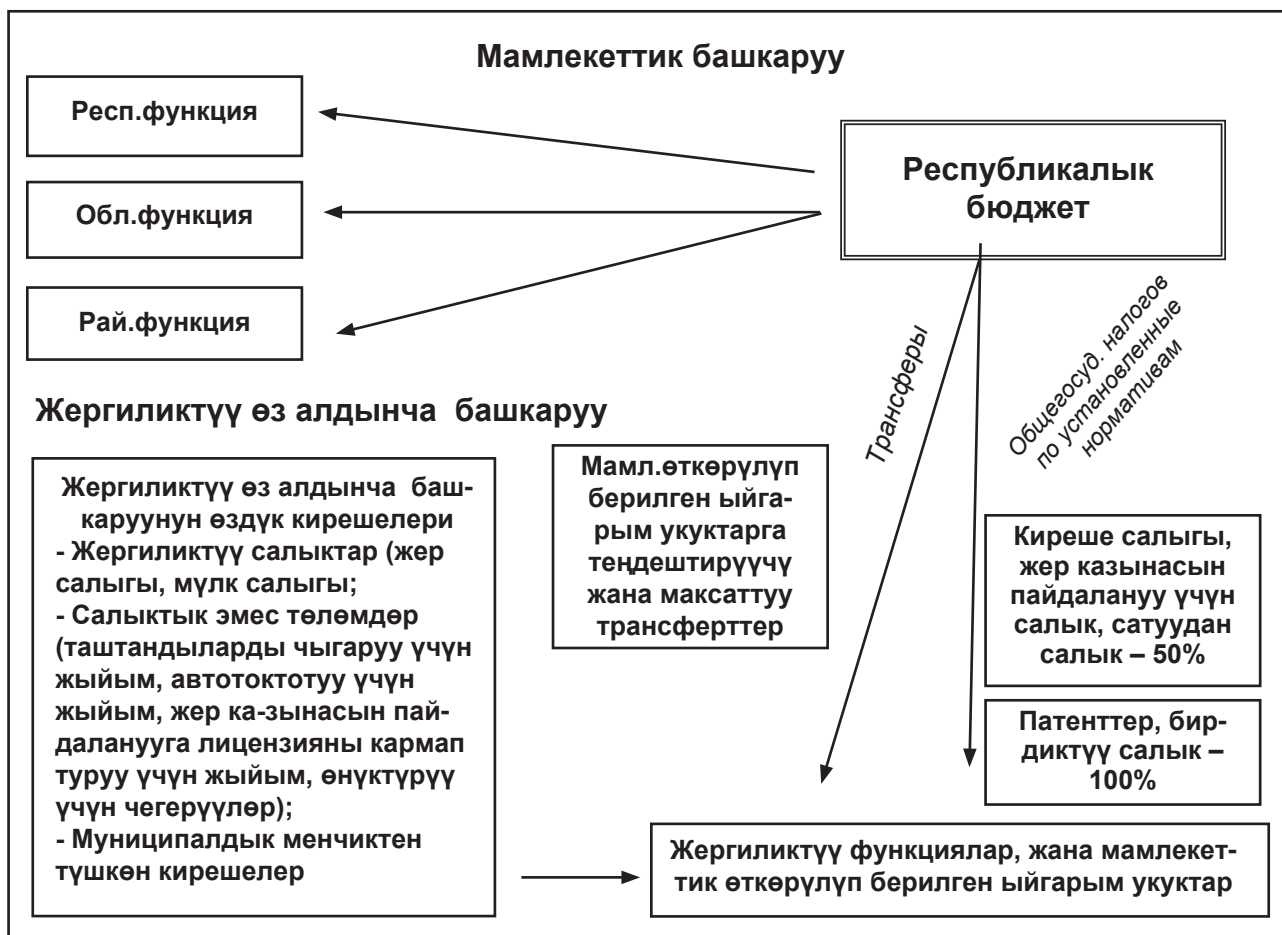 Мамлекеттик башкаруу
Респ.функция
Обл.функция
Рай.функция
Республикалык
бюджет
Трансферы
Общегосуд. налогов
по установленные
нормативам
Жергиликтүү өз алдынча башкаруу
Жергиликтүү өз алдынча баш-
каруунун өздүк кирешелери
- Жергиликтүү салыктар (жер
салыгы, мүлк салыгы;
- Салыктык эмес төлөмдөр
(таштандыларды чыгаруу үчүн
жыйым, автотоктотуу үчүн
жыйым, жер ка-зынасын пай-
даланууга лицензияны кармап
туруу үчүн жыйым, өнүктүрүү
үчүн чегерүүлөр);
- Муниципалдык менчиктен
түшкөн кирешелер
Мамл.өткөрүлүп
берилген ыйга-
рым укуктарга
теңдештирүүчү
жана максаттуу
трансферттер
Киреше салыгы,
жер казынасын
пайдалануу үчүн
салык, сатуудан
салык – 50%
Патенттер, бир-
диктүү салык –
100%
Жергиликтүү функциялар, жана мамлекет-
тик өткөрүлүп берилген ыйгарым укуктар